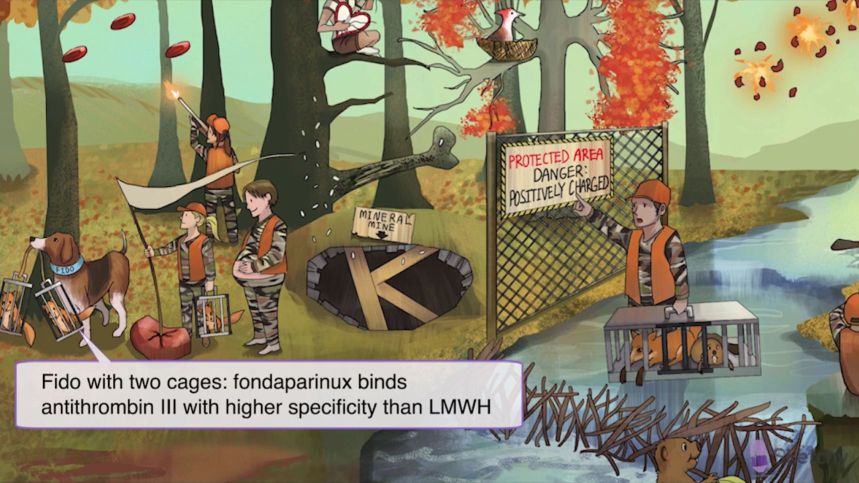 PROTECTED AREA
DANGER:
POSITIVELY CHARGED
MINERAL
MINE
FIDO
Fido with two cages: fondaparinux binds
antithrombin III with higher specificity than LMWH